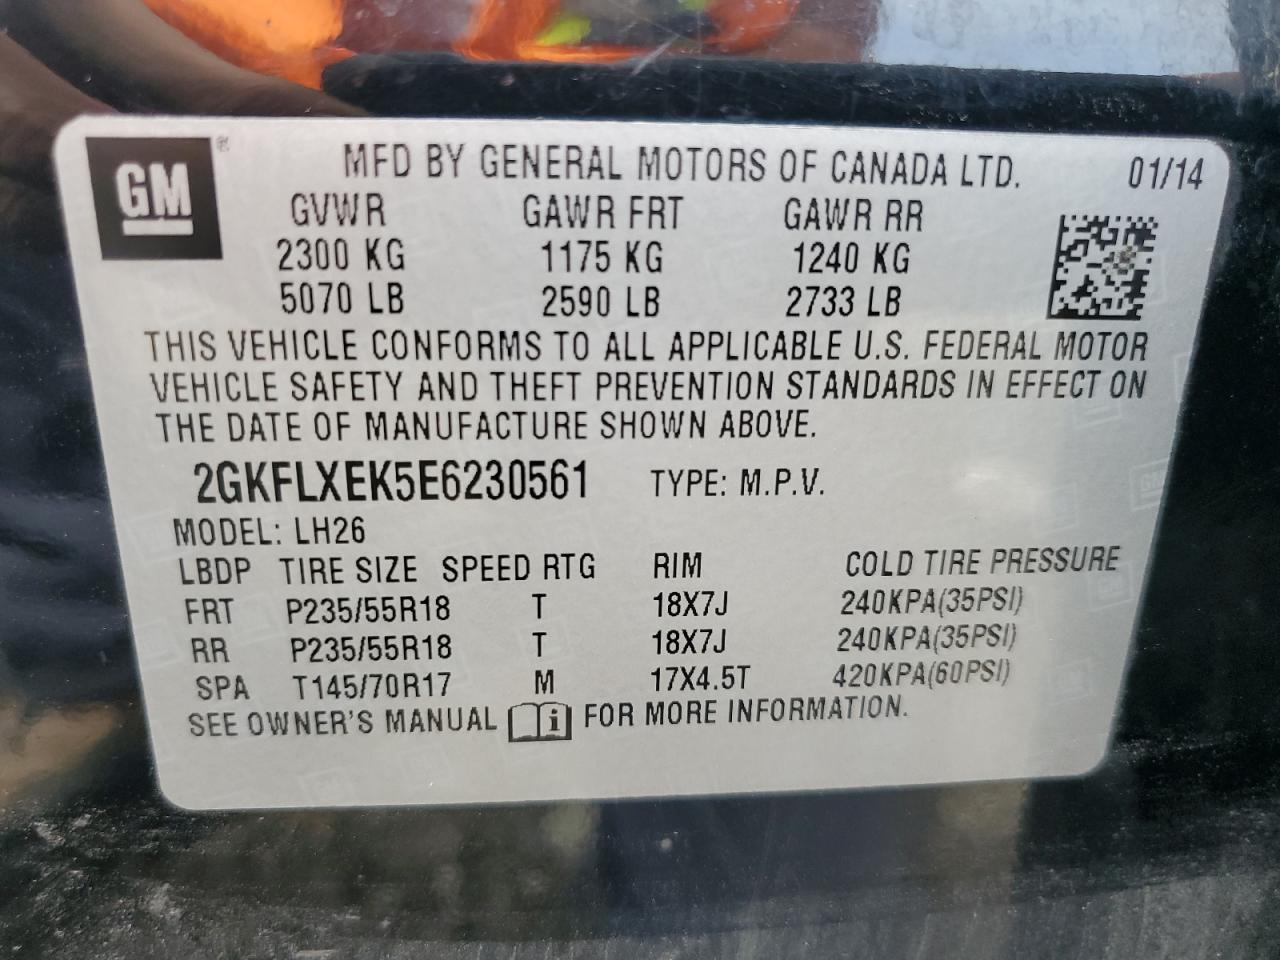 GM®
MFD BY GENERAL MOTORS OF CANADA LTD. 01/14
GVWR GAWR FRT GAWR RR
2300 KG 1175 KG 1240 KG
5070 LB 2590 LB 2733 LB
THIS VEHICLE CONFORMS TO ALL APPLICABLE U.S. FEDERAL MOTOR
VEHICLE SAFETY AND THEFT PREVENTION STANDARDS IN EFFECT ON
THE DATE OF MANUFACTURE SHOWN ABOVE.
2GKFLXEK5E6230561 TYPE: M.P.V.
MODEL: LH26
LBDP TIRE SIZE SPEED RTG RIM COLD TIRE PRESSURE
FRT P235/55R18 T 18X7J 240KPA(35PSI)
RR P235/55R18 T 18X7J 240KPA(35PSI)
SPA T145/70R17 M 17X4.5T 420KPA(60PSI)
SEE OWNER'S MANUAL i FOR MORE INFORMATION.